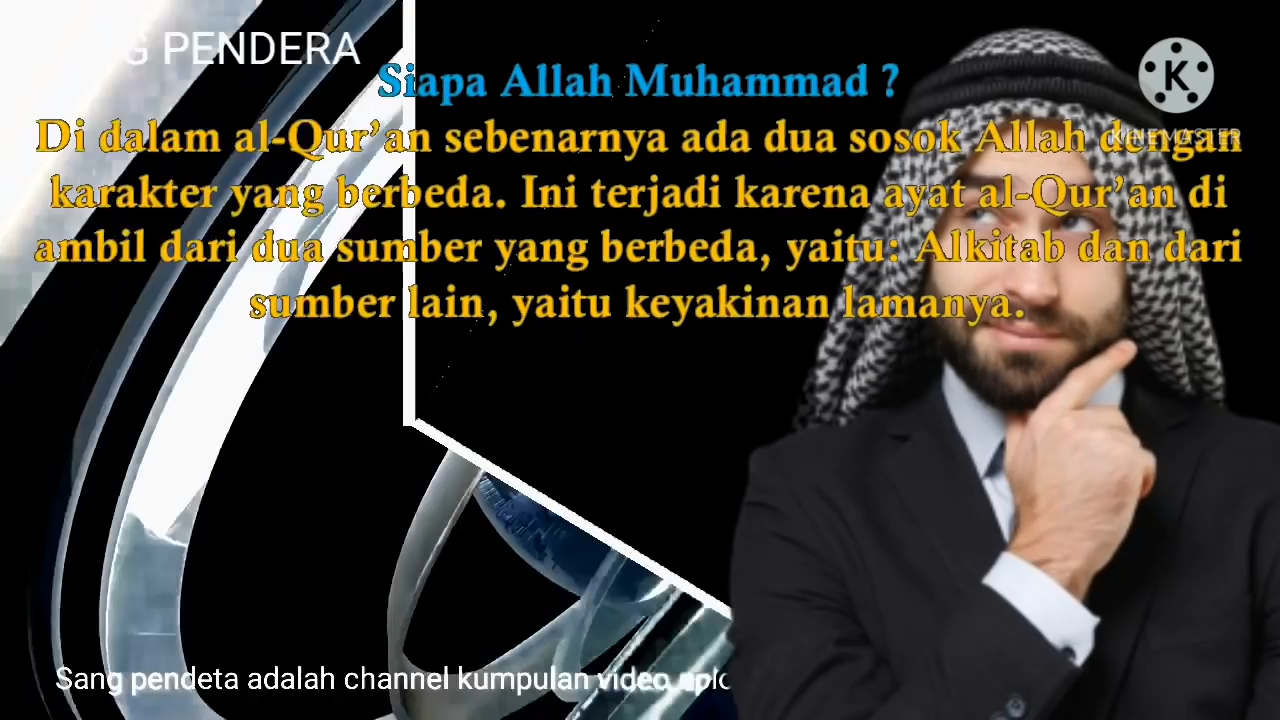 G PENDERA
Siapa Allah Muhammad ?
Di dalam al-Qur'an sebenarnya ada dua sosok Allah dengan
karakter yang berbeda. Ini terjadi karena ayat al-Qur'an di
ambil dari dua sumber yang berbeda, yaitu: Alkitab dan dari
sumber lain, yaitu keyakinan lamanya.
K
KINEMASTER
Sang pendeta adalah channel kumpulan video